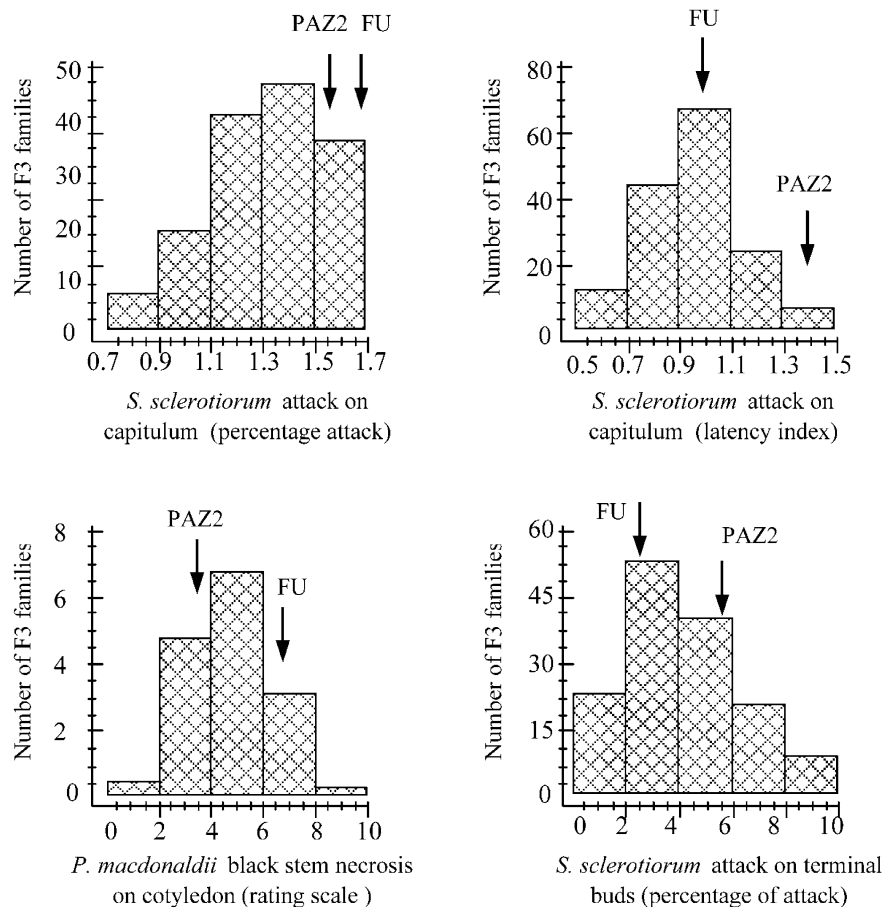 PAZ2 FU
Number of F3 families
50
40
30
20
10
0
0.7 0.9 1.1 1.3 1.5 1.7
S. sclerotiorum attack on
capitulum (percentage attack)
FU
PAZ2
Number of F3 families
80
60
40
20
0
0.5 0.7 0.9 1.1 1.3 1.5
S. sclerotiorum attack on
capitulum (latency index)
PAZ2
FU
Number of F3 families
8
6
4
2
0
0 2 4 6 8 10
P. macdonaldii black stem necrosis
on cotyledon (rating scale )
FU
PAZ2
Number of F3 families
60
45
30
15
0
0 2 4 6 8 10
S. sclerotiorum attack on terminal
buds (percentage of attack)